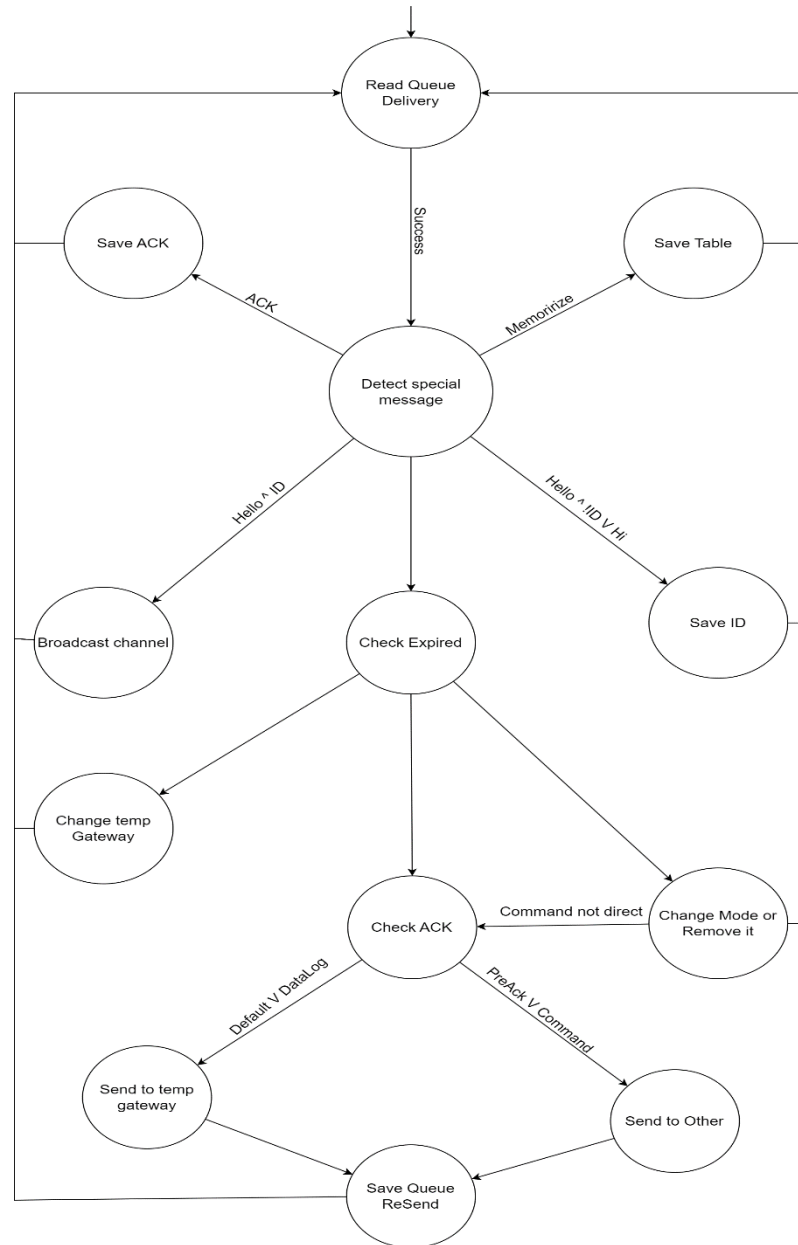 Read Queue
Delivery
Success
Save ACK
Save Table
ACK
Memoririze
Detect special
message
Hello ^ ID
Hello ^ !ID V Hi
Broadcast channel
Check Expired
Save ID
Change temp
Gateway
Check ACK
Command not direct
Change Mode or
Remove it
Default V DataLog
PreAck V Command
Send to temp
gateway
Send to Other
Save Queue
ReSend